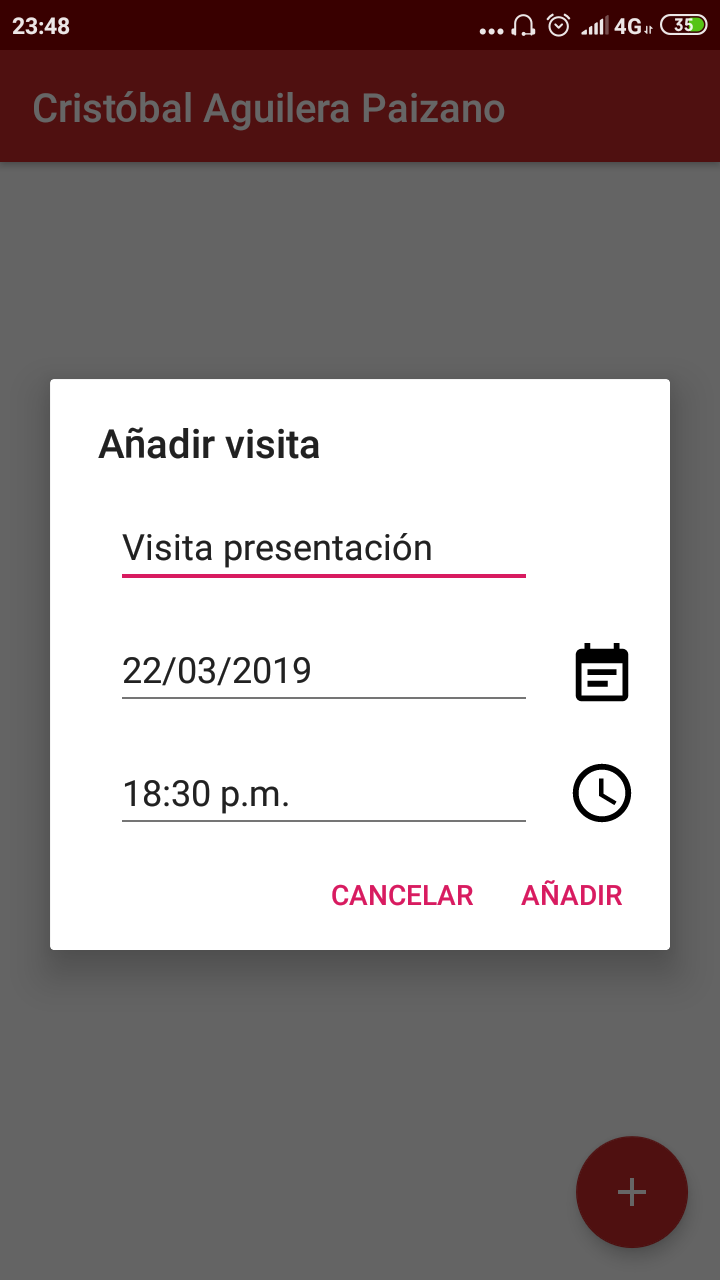 23:48
4G
35
Cristóbal Aguilera Paizano
Añadir visita
Visita presentación
22/03/2019
18:30 p.m.
CANCELAR AÑADIR